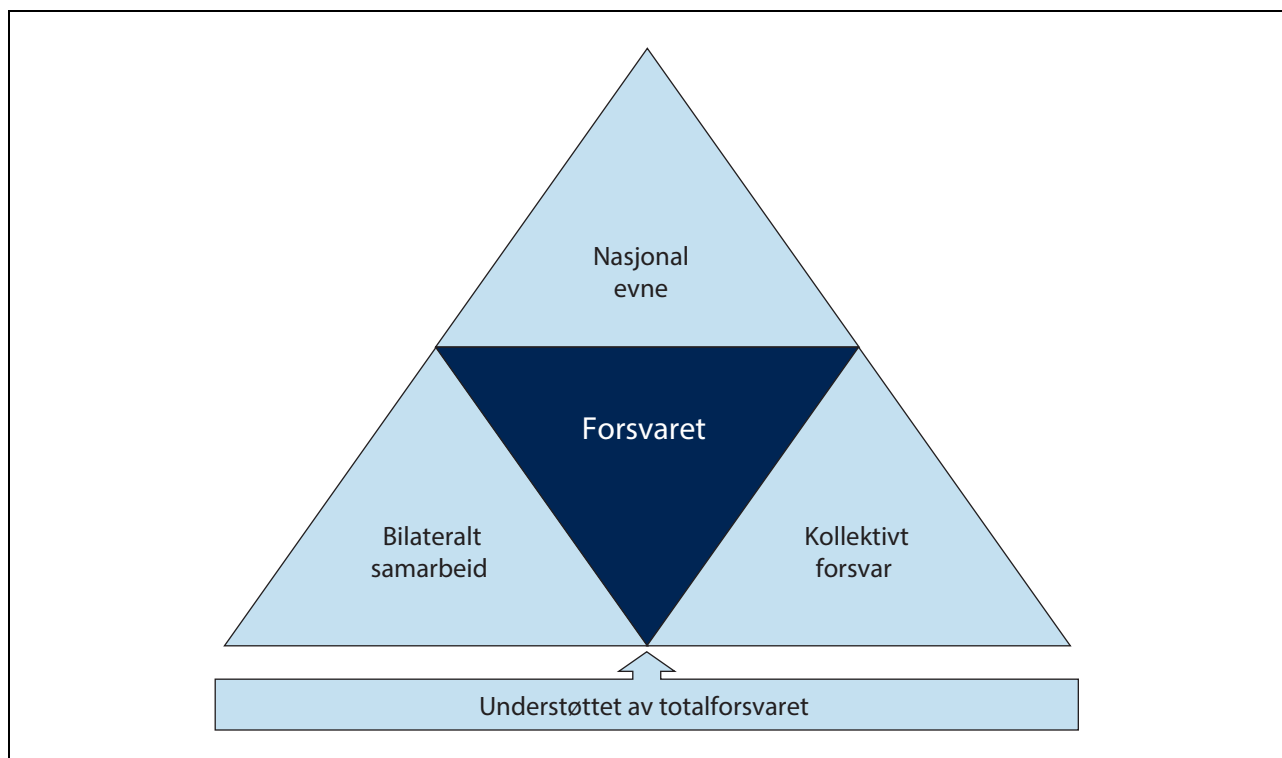 Nasjonal
evne
Forsvaret
Bilateralt
samarbeid
Kollektivt
forsvar
Understøttet av totalforsvaret